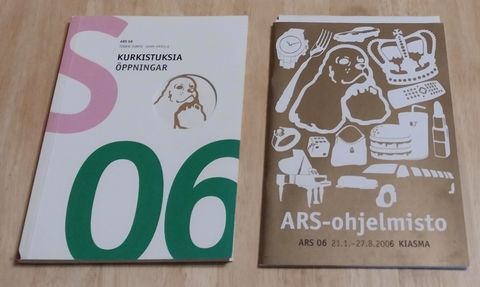 ARS 06
KURKISTUKSIA
ÖPPNINGAR
S
06
ARS-ohjelmisto
ARS 06 21.1.–27.8.2006 KIASMA